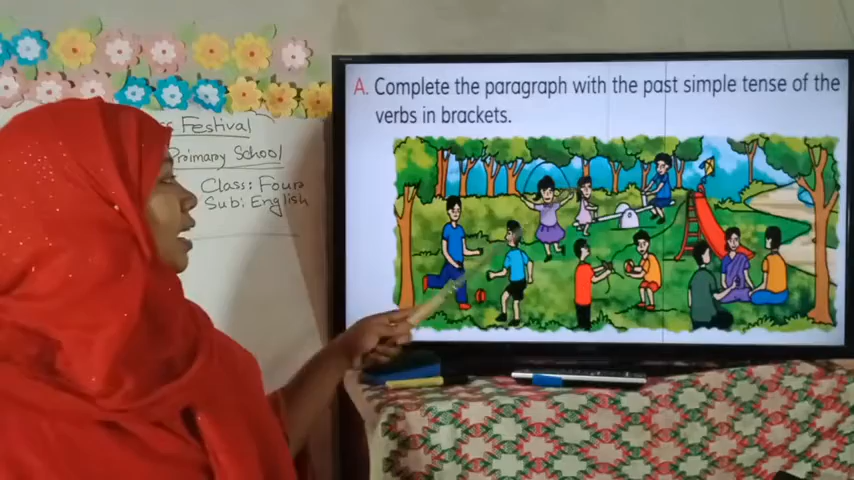 Festival
Primary School
Class: Four
Sub: English
A. Complete the paragraph with the past simple tense of the
verbs in brackets.